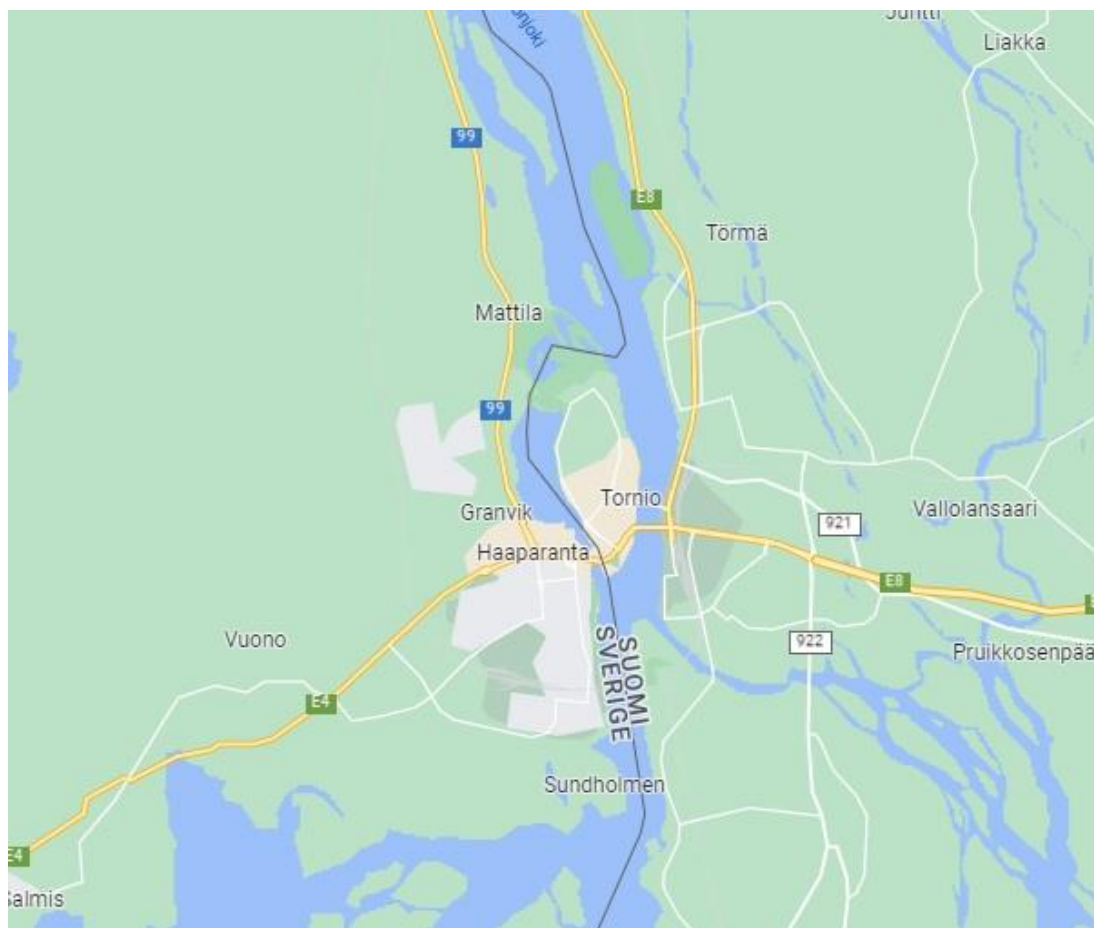 Liakka
99
E8
Törmä
Mattila
99
Tornio
Granvik
Vallolansaari
921
Haaparanta
E8
Vuono
922
Pruikkosenpää
SUOMI
SVERIGE
E4
Sundholmen
E4
Salmis